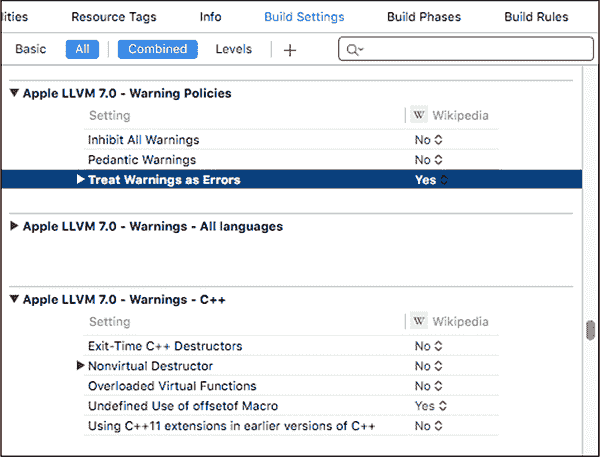 lities Resource Tags Info Build Settings Build Phases Build Rules
Basic All Combined Levels +
Apple LLVM 7.0 - Warning Policies
Setting W Wikipedia
Inhibit All Warnings No
Pedantic Warnings No
Treat Warnings as Errors Yes
Apple LLVM 7.0 - Warnings - All languages
Apple LLVM 7.0 - Warnings - C++
Setting W Wikipedia
Exit-Time C++ Destructors No
Nonvirtual Destructor No
Overloaded Virtual Functions No
Undefined Use of offsetof Macro Yes
Using C++11 extensions in earlier versions of C++ No